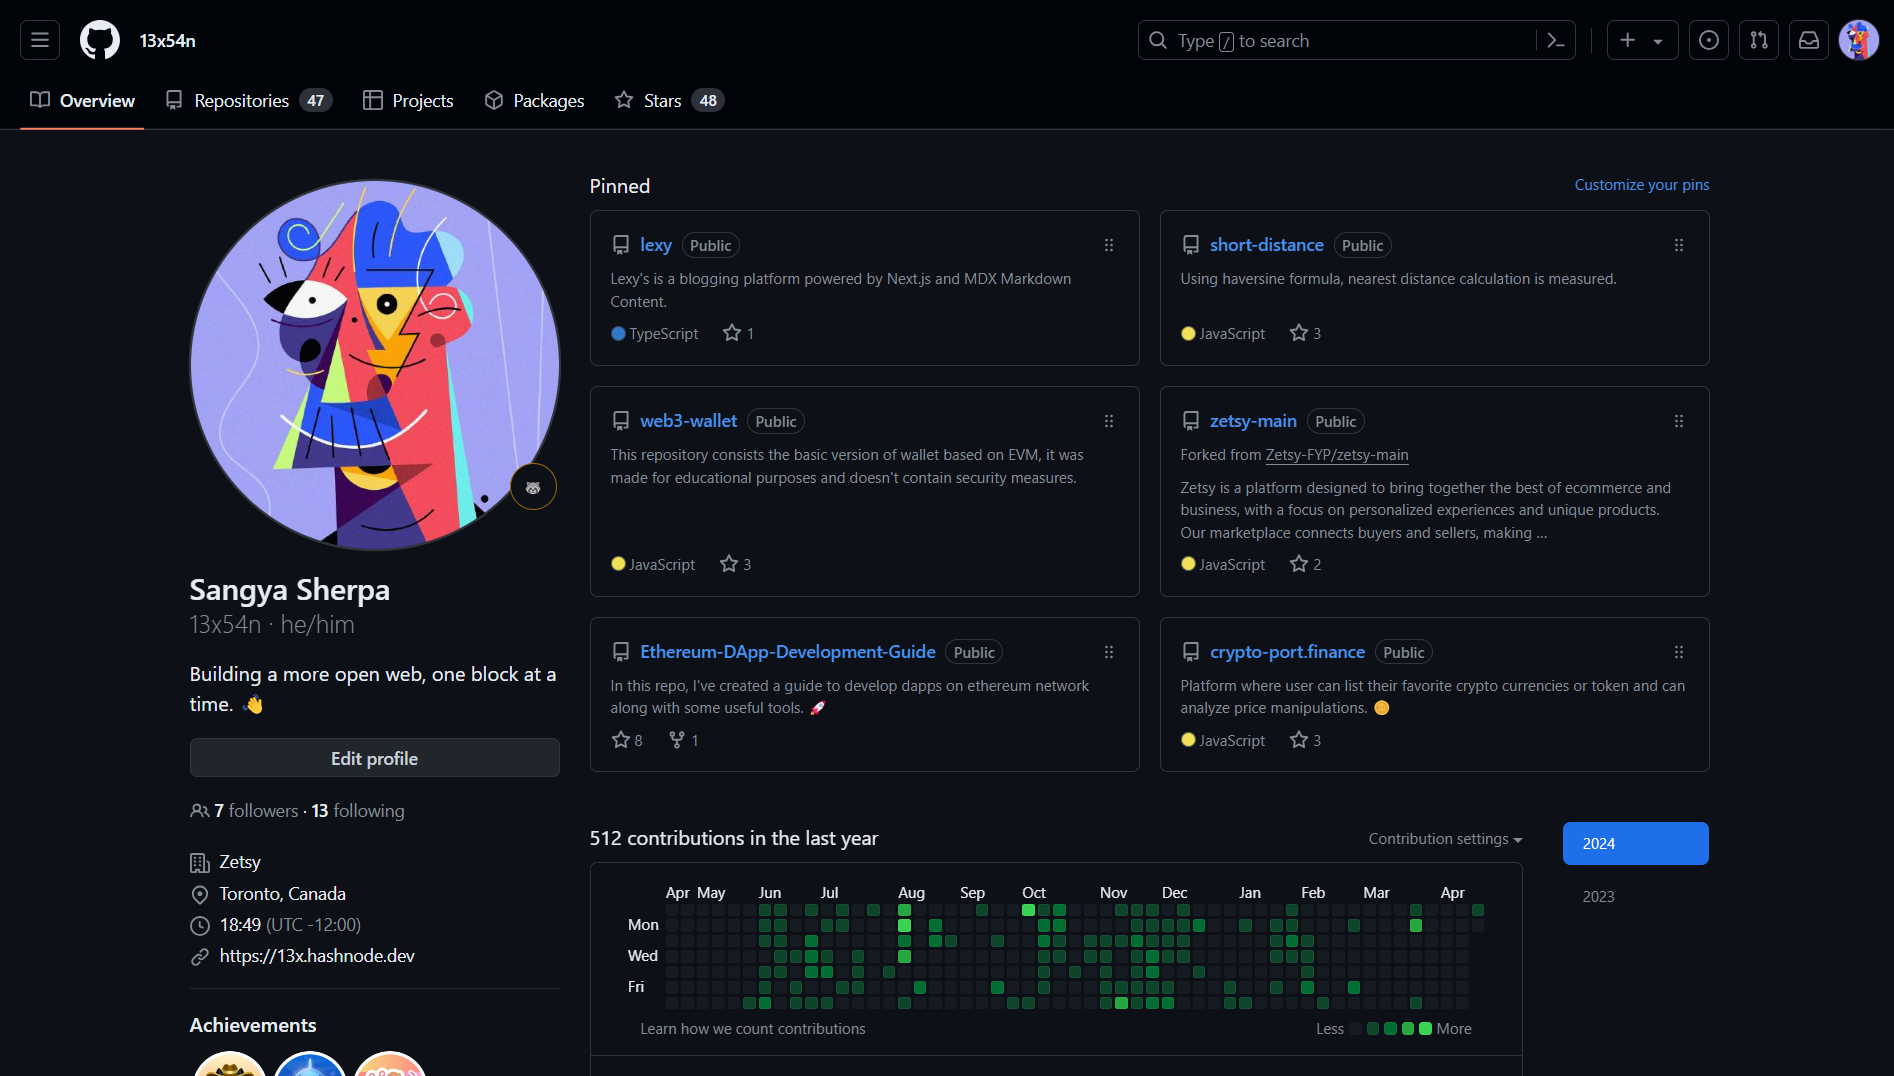 13x54n
Type / to search
Overview
Repositories 47
Projects
Packages
Stars 48
Sangya Sherpa
13x54n · he/him
Building a more open web, one block at a
time. 👋
Edit profile
7 followers · 13 following
Zetsy
Toronto, Canada
18:49 (UTC -12:00)
https://13x.hashnode.dev
Achievements
Pinned
Customize your pins
lexy Public
Lexy's is a blogging platform powered by Next.js and MDX Markdown
Content.
TypeScript 1
short-distance Public
Using haversine formula, nearest distance calculation is measured.
JavaScript 3
web3-wallet Public
This repository consists the basic version of wallet based on EVM, it was
made for educational purposes and doesn't contain security measures.
JavaScript 3
zetsy-main Public
Forked from Zetsy-FYP/zetsy-main
Zetsy is a platform designed to bring together the best of ecommerce and
business, with a focus on personalized experiences and unique products.
Our marketplace connects buyers and sellers, making ...
JavaScript 2
Ethereum-DApp-Development-Guide Public
In this repo, I've created a guide to develop dapps on ethereum network
along with some useful tools. 🚀
8 1
crypto-port.finance Public
Platform where user can list their favorite crypto currencies or token and can
analyze price manipulations. 🪙
JavaScript 3
512 contributions in the last year
Contribution settings
2024
2023
Apr May Jun Jul Aug Sep Oct Nov Dec Jan Feb Mar Apr
Mon
Wed
Fri
Learn how we count contributions
Less More